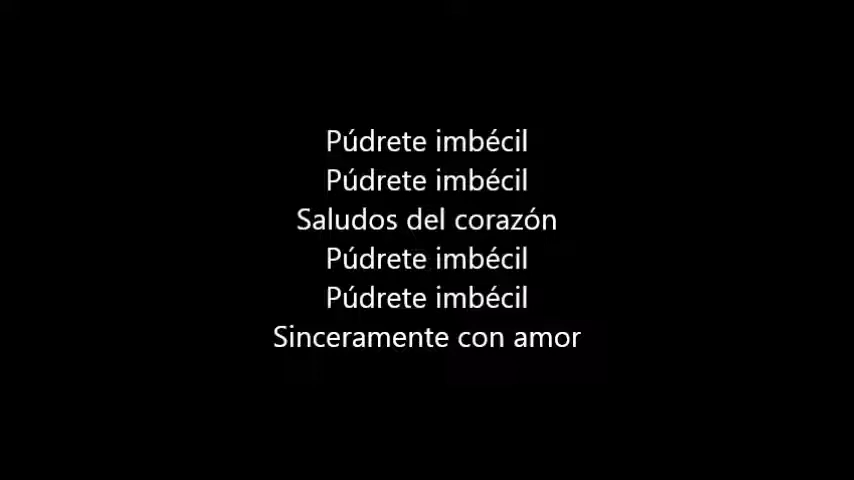 Púdrete imbécil
Púdrete imbécil
Saludos del corazón
Púdrete imbécil
Púdrete imbécil
Sinceramente con amor